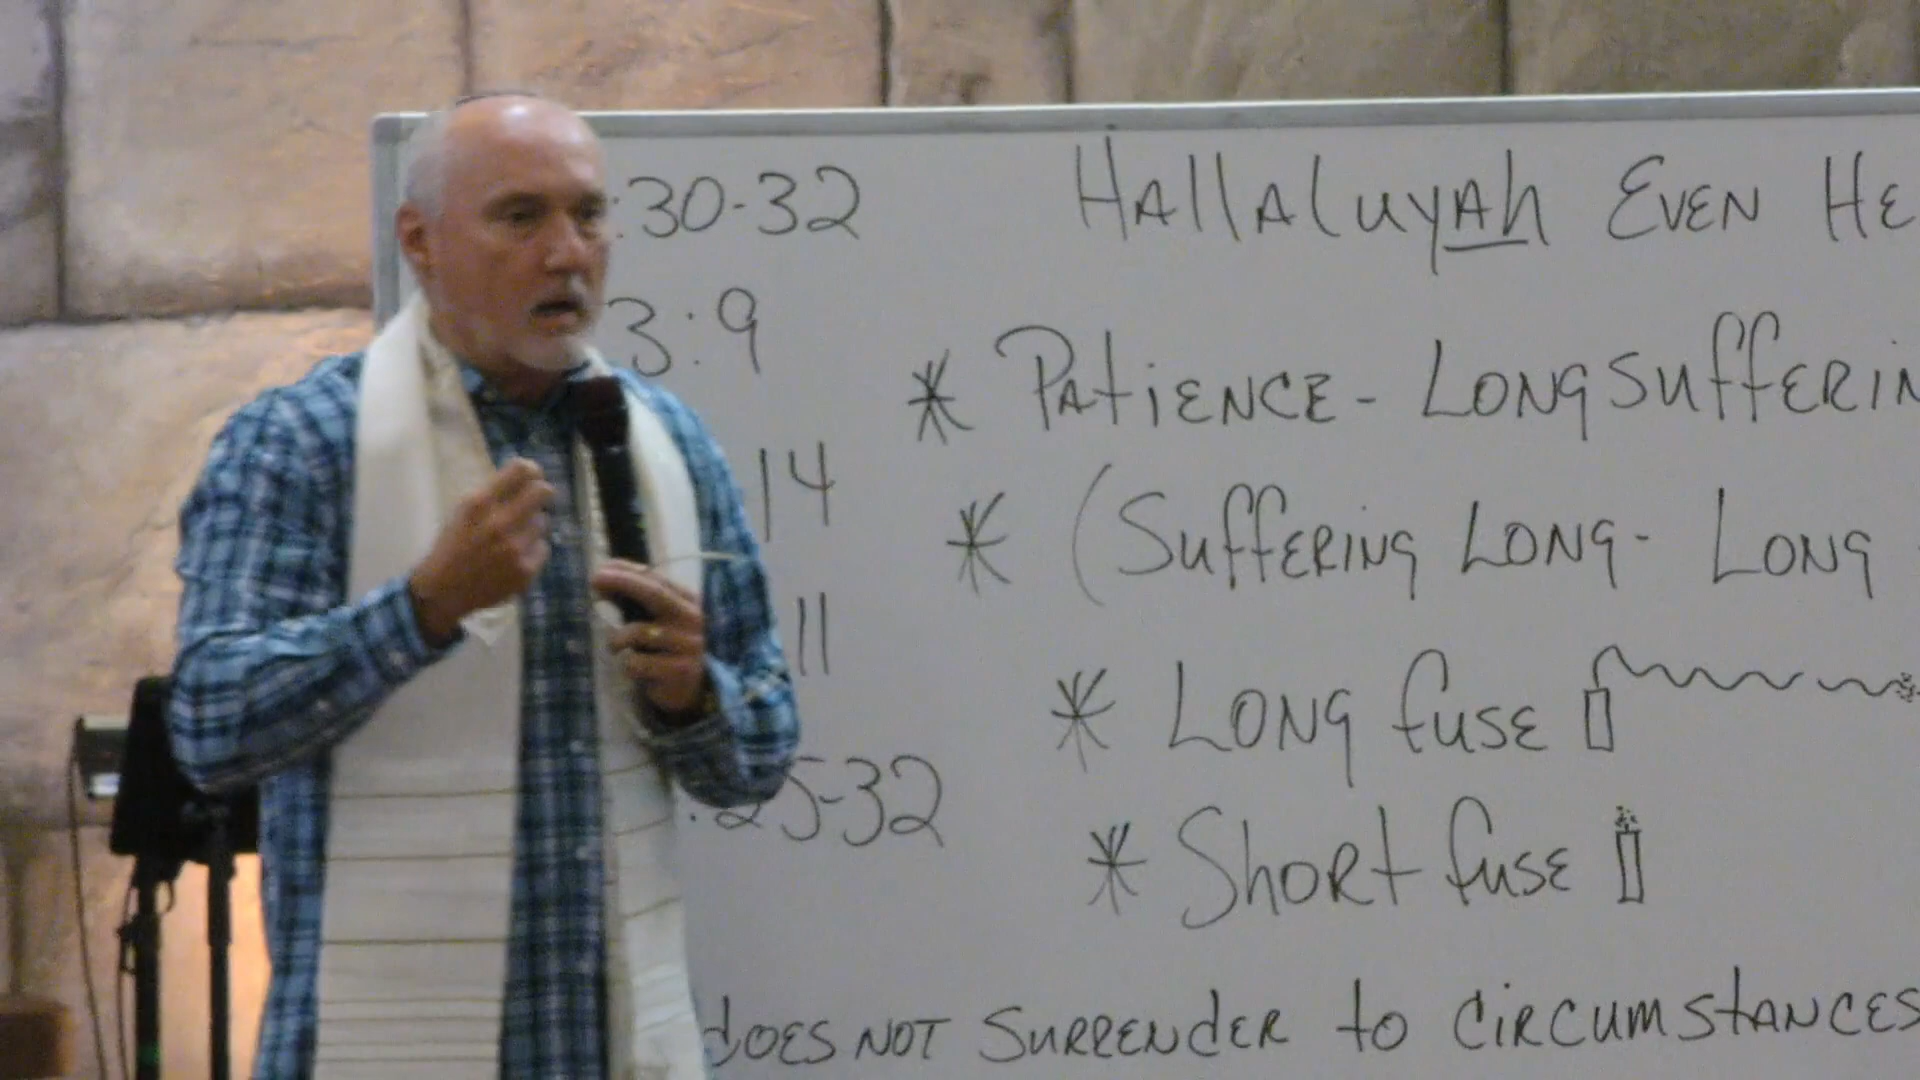 :30-32 HAllAluyAh EVEN HE
3:9 * PAtiENCE - LONGSUffERIN
14 * (SuffERING LONG- LONG
11 * LONG fuSE
:25-32 * ShORt fuSE
dOES NOT SURRENdER to CiRCUMStANCES